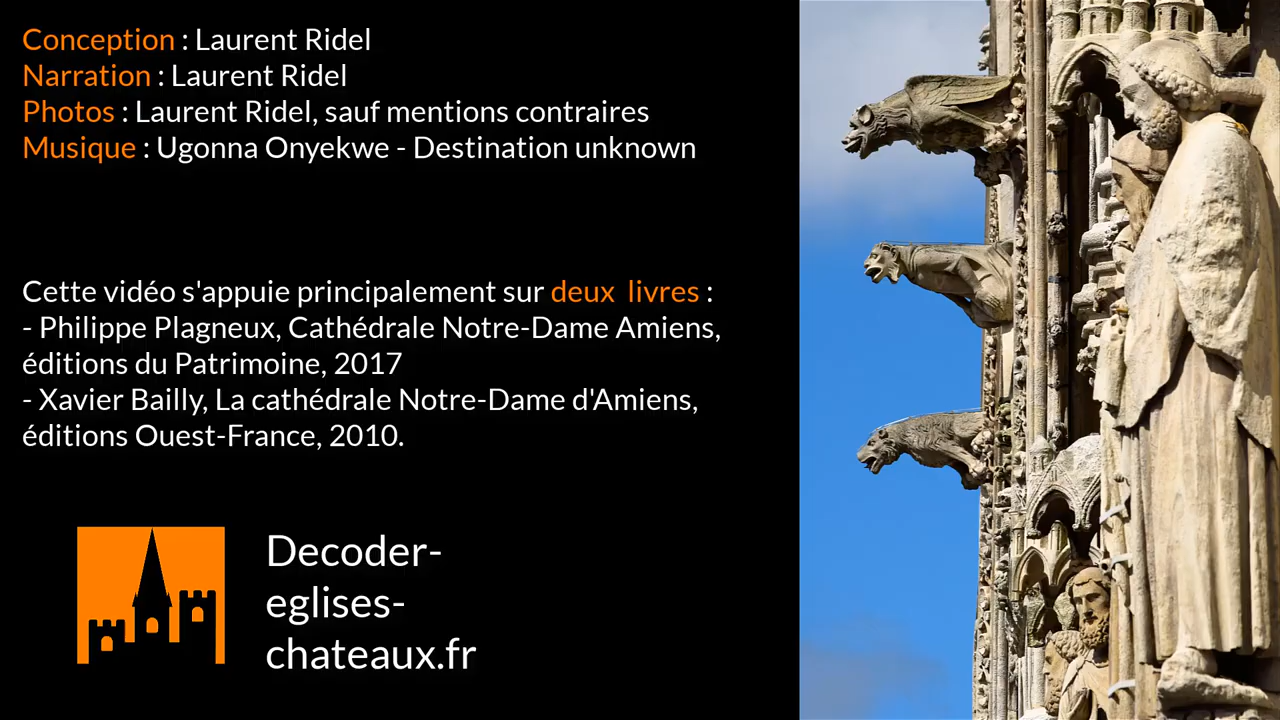 Conception : Laurent Ridel
Narration : Laurent Ridel
Photos : Laurent Ridel, sauf mentions contraires
Musique : Ugonna Onyekwe - Destination unknown
Cette vidéo s'appuie principalement sur deux  livres :
- Philippe Plagneux, Cathédrale Notre-Dame Amiens,
éditions du Patrimoine, 2017
- Xavier Bailly, La cathédrale Notre-Dame d'Amiens,
éditions Ouest-France, 2010.
Decoder-
eglises-
chateaux.fr